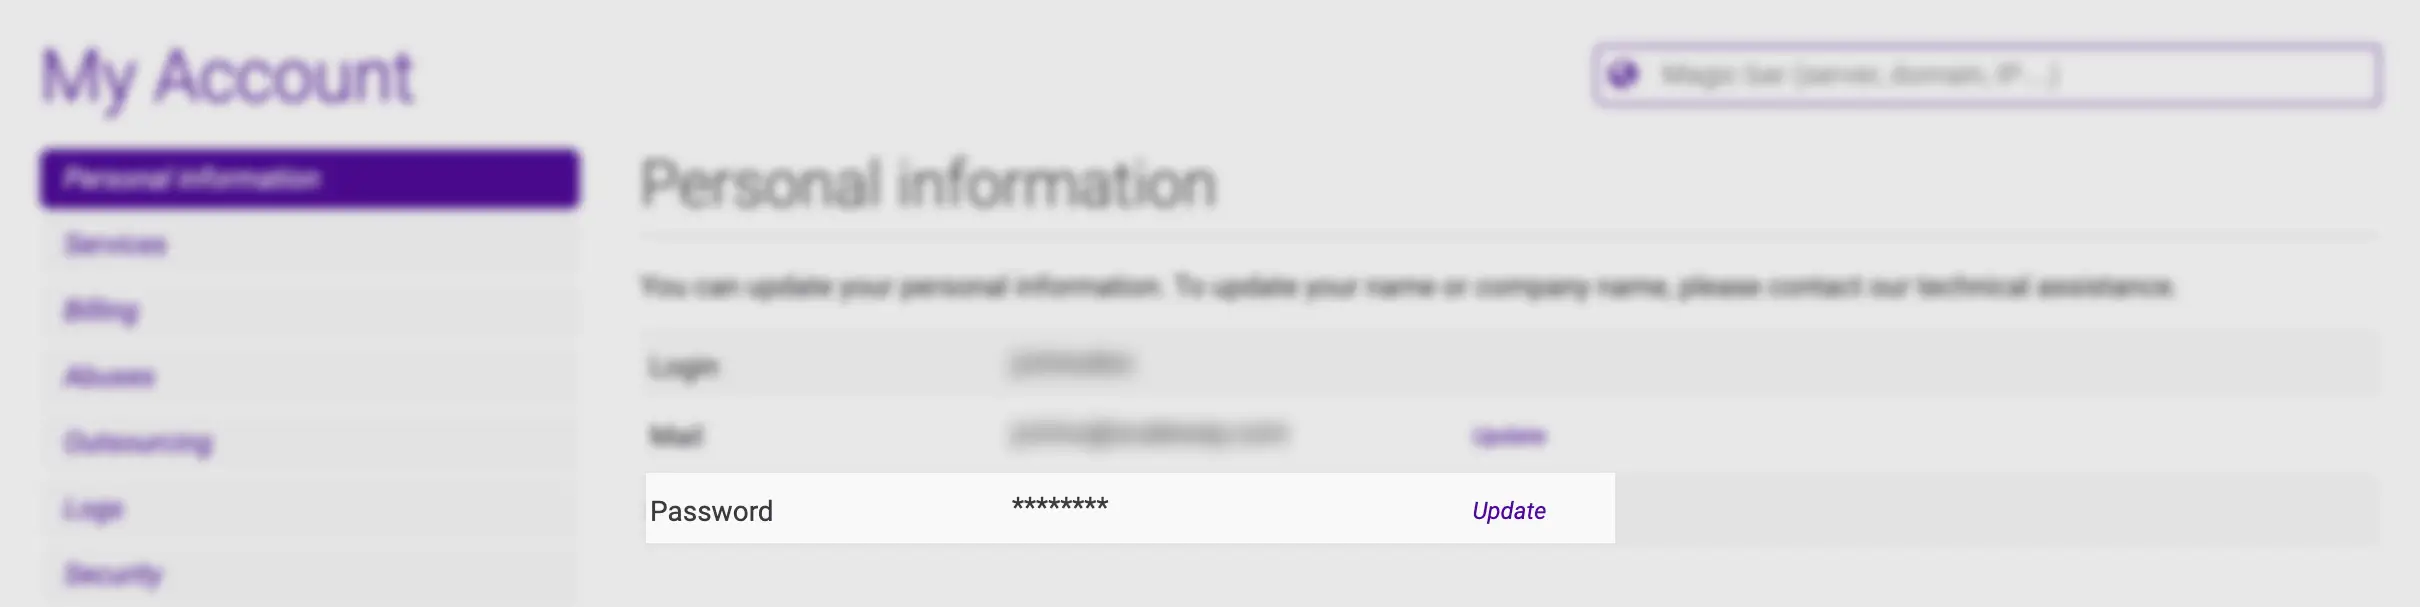 My Account
Magic bar (server, domain, IP ...)
Personal information
Services
Billing
Abuses
Outsourcing
Logs
Security
Personal information
You can update your personal information. To update your name or company name, please contact our technical assistance.
Login
Mail Update
Password ******** Update